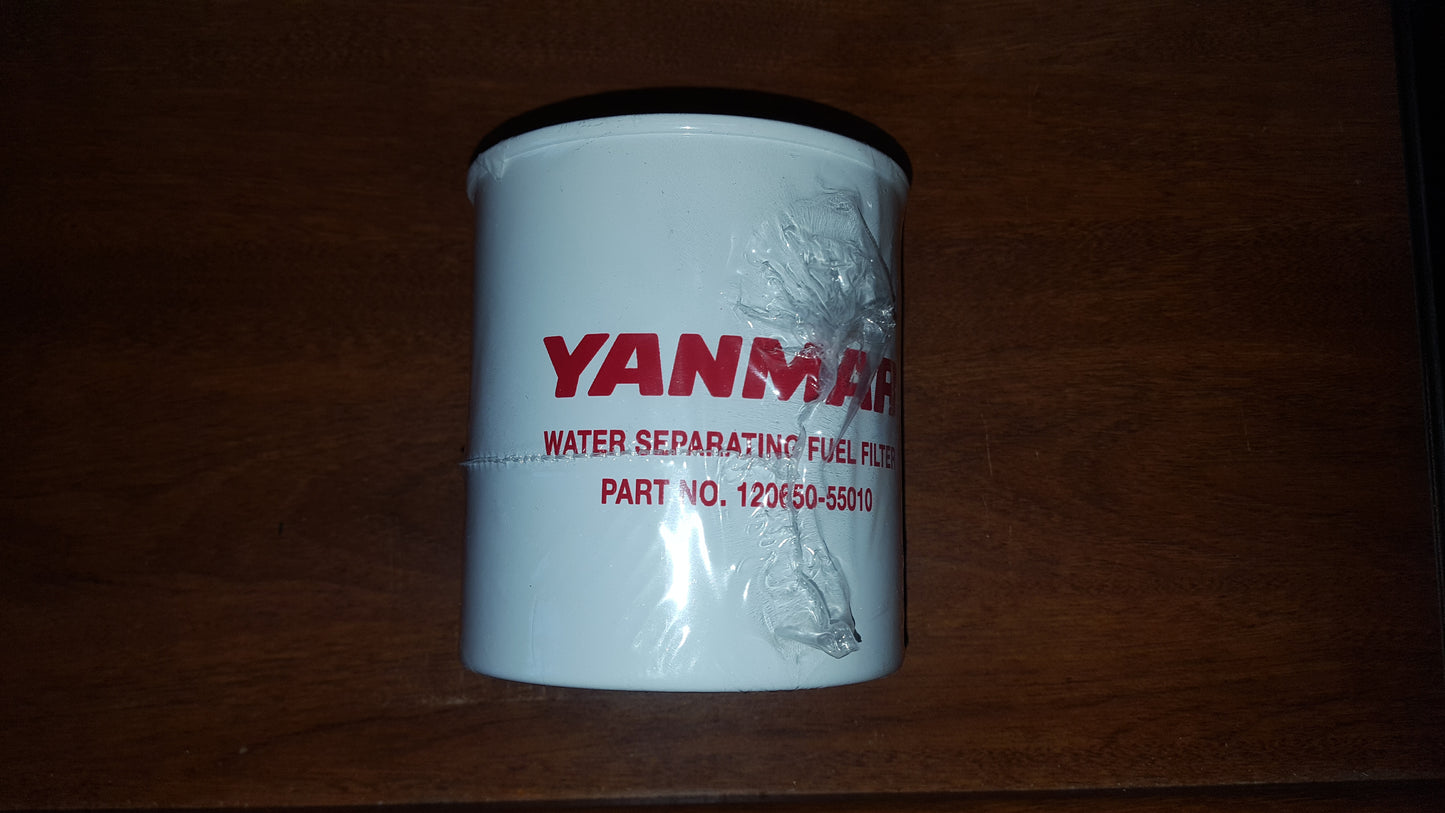 YANMAR
WATER SEPARATING FUEL FILTER
PART NO. 120650-55010